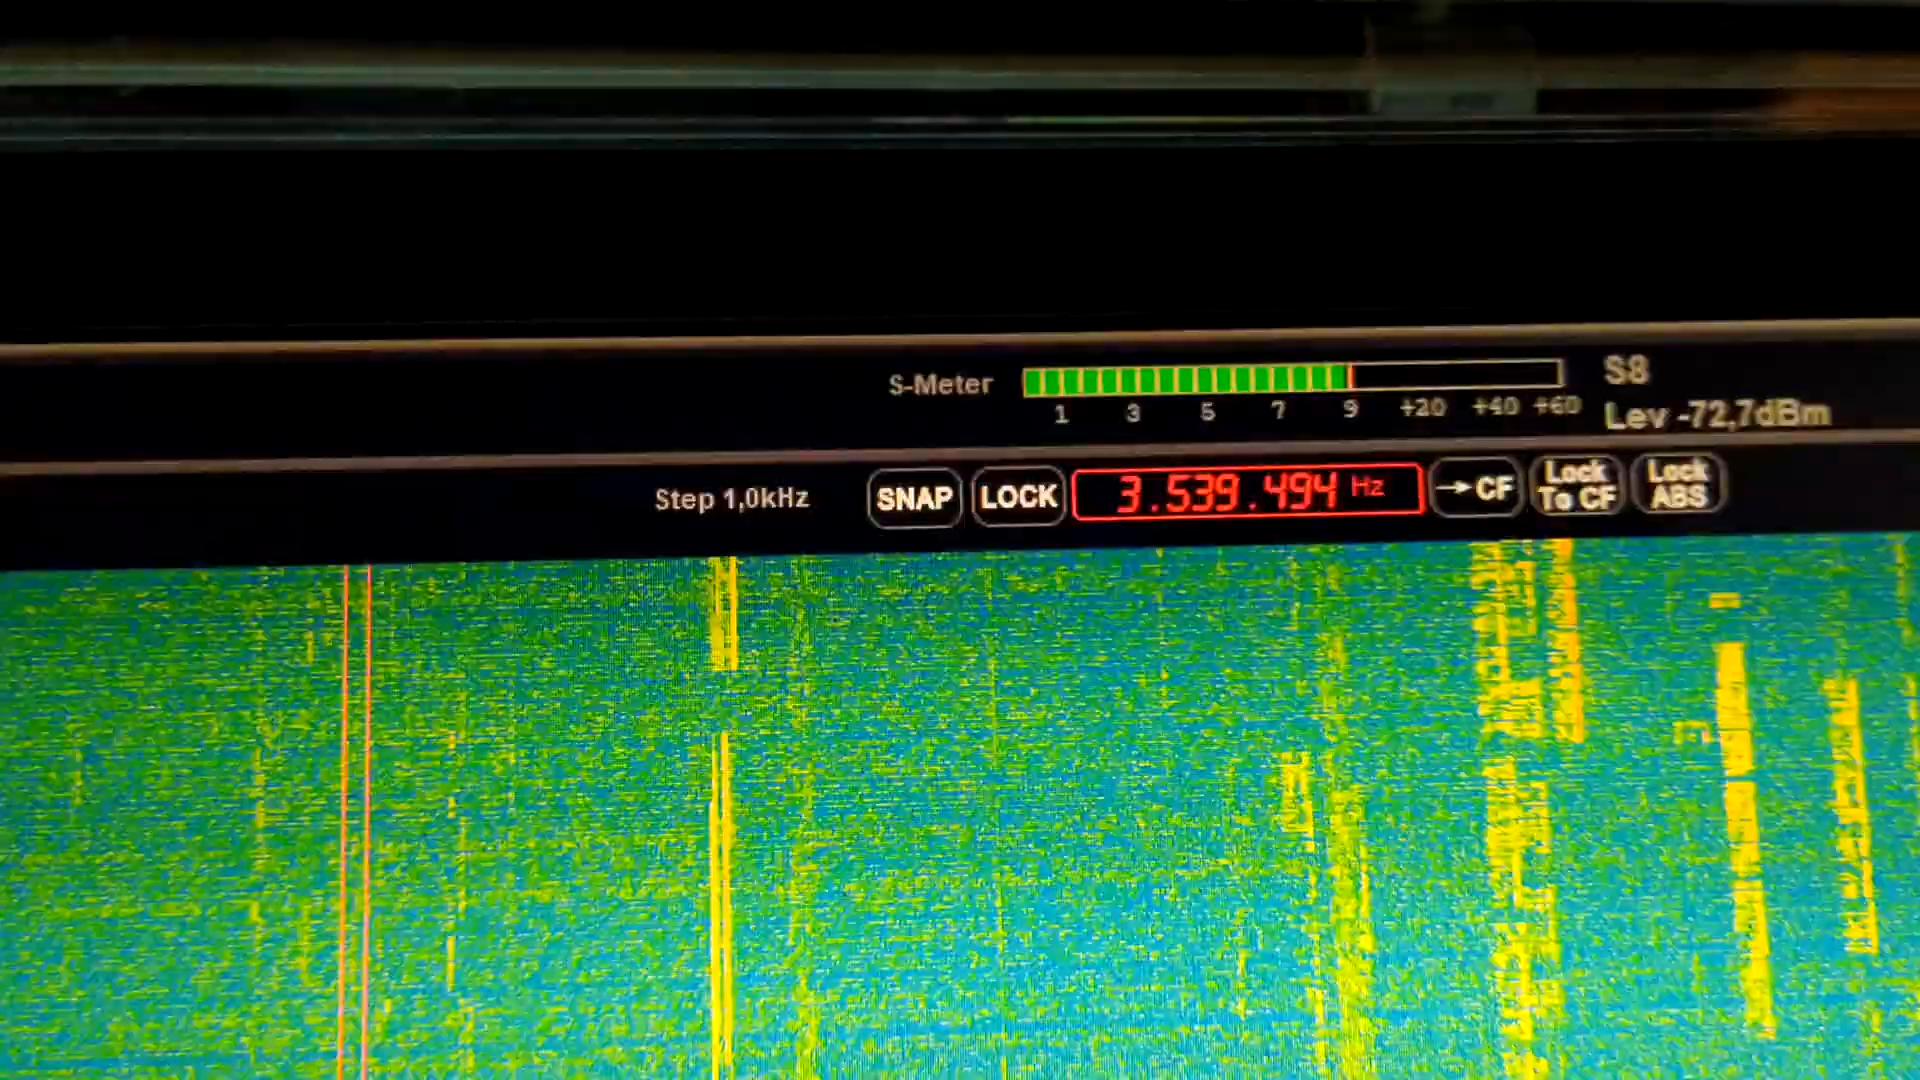 S-Meter
S8
1 3 5 7 9 +20 +40 +60
Lev -72,7dBm
Step 1,0kHz
SNAP
LOCK
3.539.494 Hz
→CF
Lock
To CF
Lock
ABS